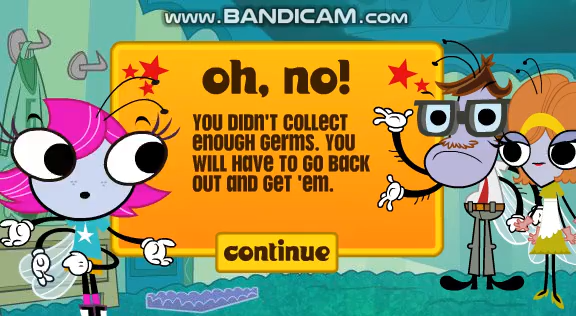 WWW.BANDICAM.COM
oh, no!
You didn't collect
enough germs. You
will have to go back
out and get 'em.
continue